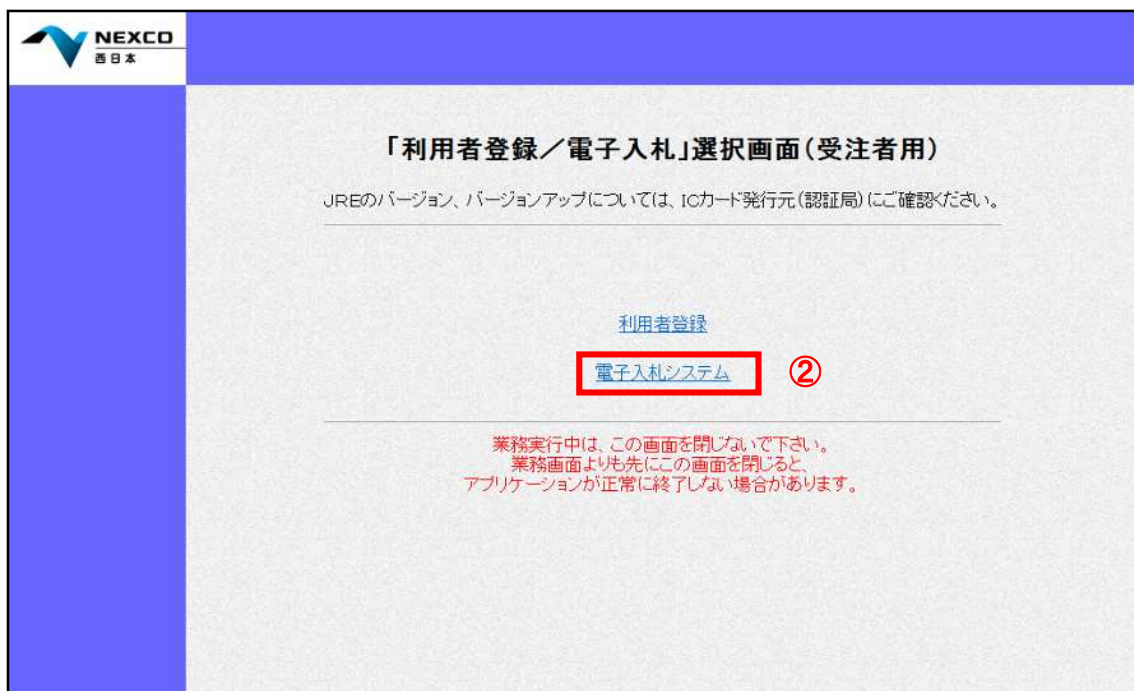 NEXCO
西日本
「利用者登録／電子入札」選択画面(受注者用)
JREのバージョン、バージョンアップについては、ICカード発行元(認証局)にご確認ください。
利用者登録
電子入札システム ②
業務実行中は、この画面を閉じないで下さい。
業務画面よりも先にこの画面を閉じると、
アプリケーションが正常に終了しない場合があります。